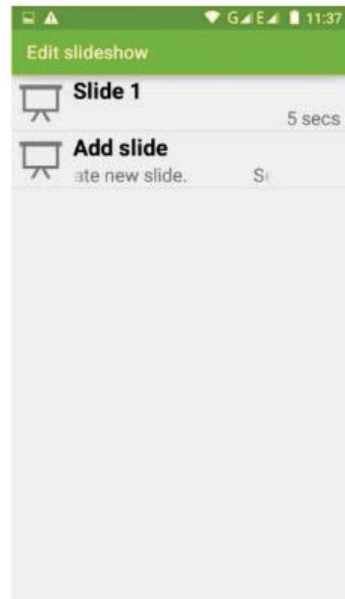 G E 11:37
Edit slideshow
Slide 1
5 secs
Add slide
ate new slide. S